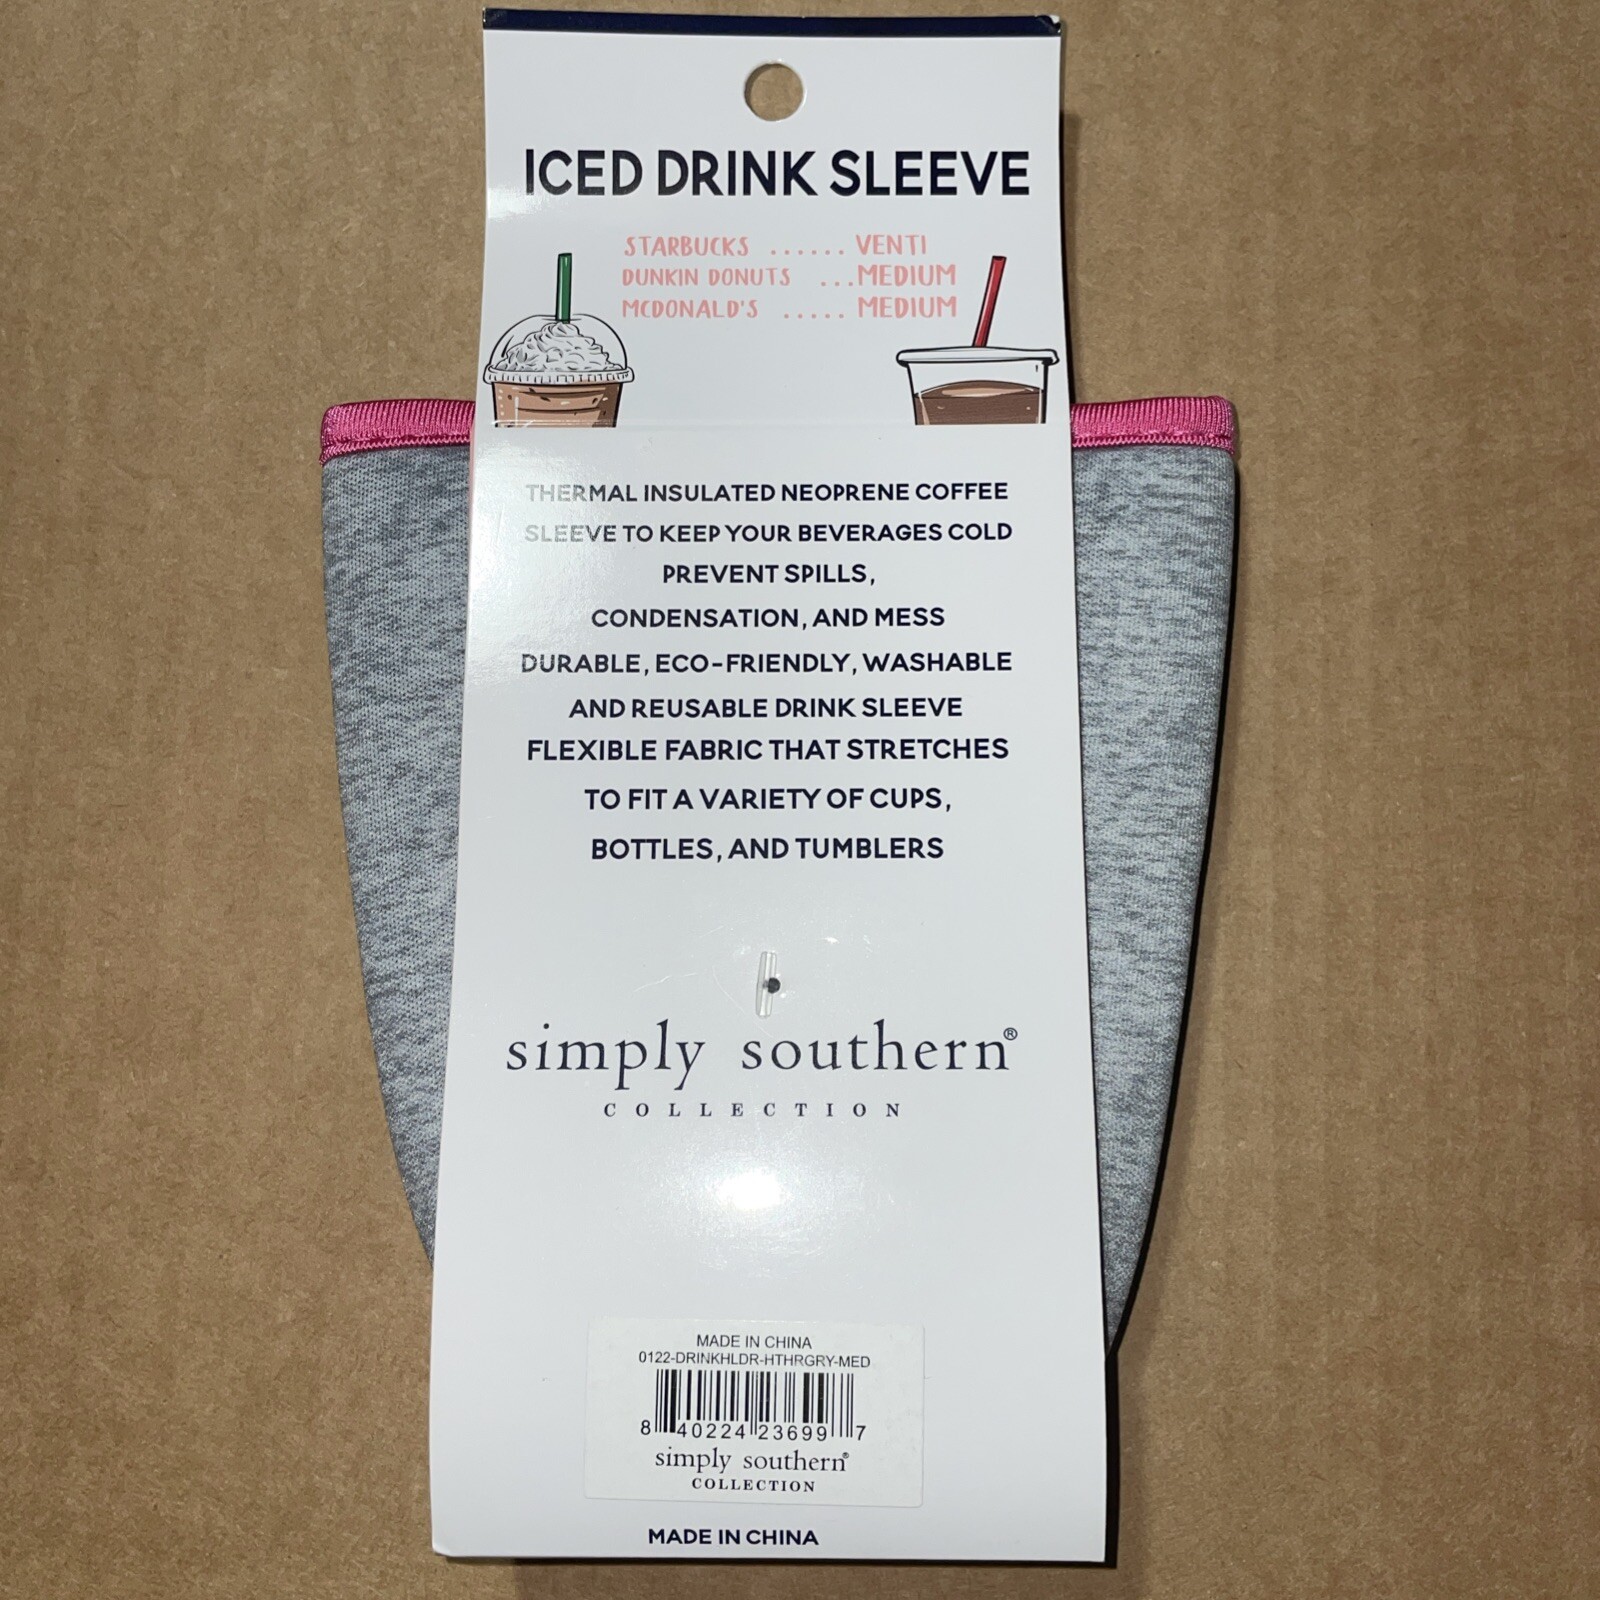 ICED DRINK SLEEVE
STARBUCKS ...... VENTI
DUNKIN DONUTS ...MEDIUM
MCDONALD'S ..... MEDIUM
THERMAL INSULATED NEOPRENE COFFEE
SLEEVE TO KEEP YOUR BEVERAGES COLD
PREVENT SPILLS,
CONDENSATION, AND MESS
DURABLE, ECO-FRIENDLY, WASHABLE
AND REUSABLE DRINK SLEEVE
FLEXIBLE FABRIC THAT STRETCHES
TO FIT A VARIETY OF CUPS,
BOTTLES, AND TUMBLERS
simply southern®
COLLECTION
MADE IN CHINA
0122-DRINKHLDR-HTHRGRY-MED
8 40224 23699 7
simply southern®
COLLECTION
MADE IN CHINA